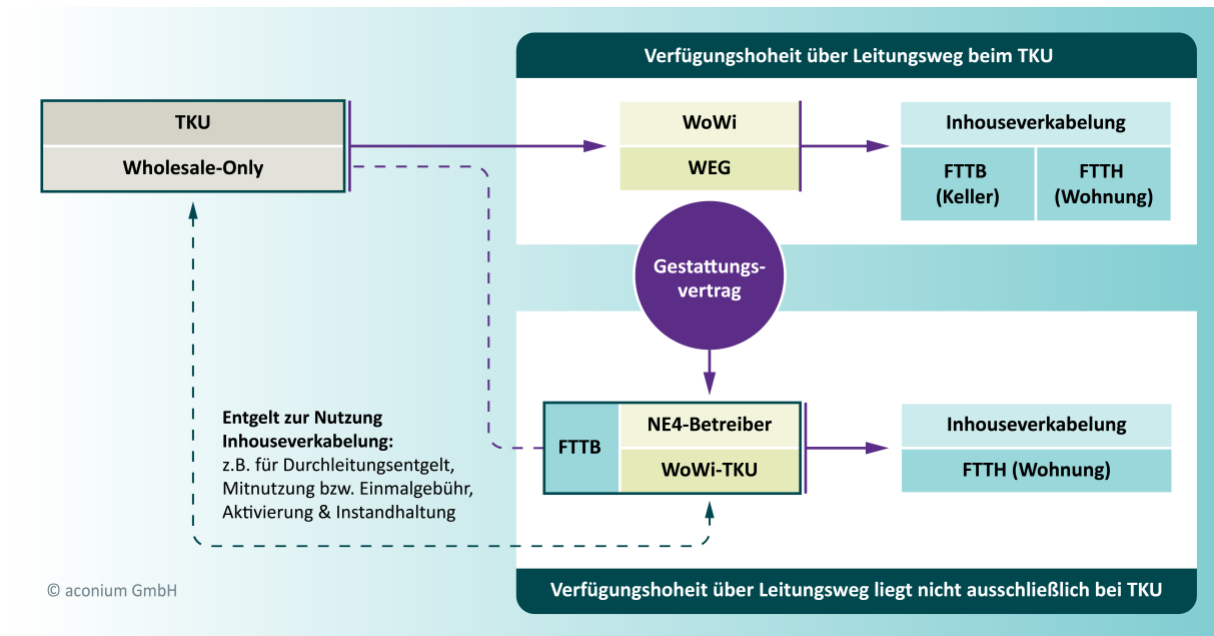 Verfügungshoheit über Leitungsweg beim TKU
TKU
Wholesale-Only
WoWi
WEG
Inhouseverkabelung
FTTB
(Keller)
FTTH
(Wohnung)
Gestattungs-
vertrag
Entgelt zur Nutzung
Inhouseverkabelung:
z.B. für Durchleitungsentgelt,
Mitnutzung bzw. Einmalgebühr,
Aktivierung & Instandhaltung
FTTB
NE4-Betreiber
WoWi-TKU
Inhouseverkabelung
FTTH (Wohnung)
© aconium GmbH
Verfügungshoheit über Leitungsweg liegt nicht ausschließlich bei TKU